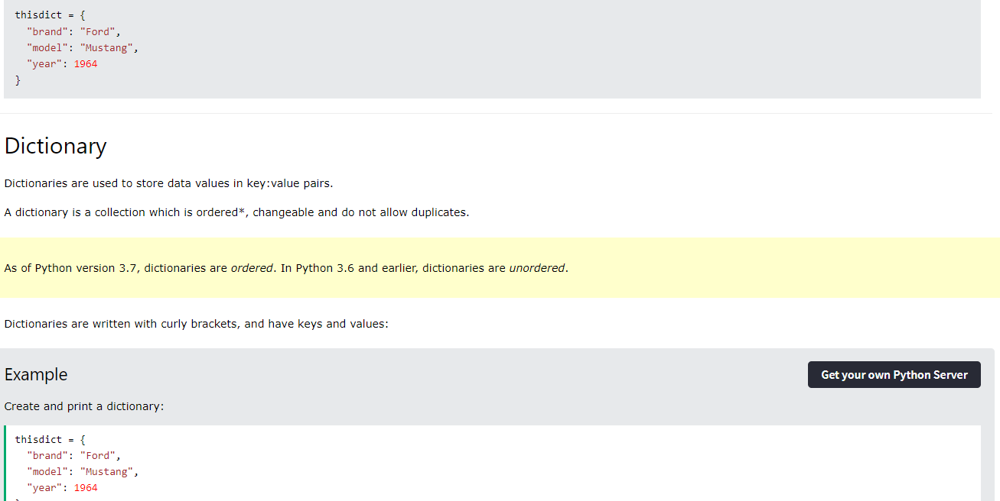 thisdict = {
"brand": "Ford",
"model": "Mustang",
"year": 1964
}
Dictionary
Dictionaries are used to store data values in key:value pairs.
A dictionary is a collection which is ordered*, changeable and do not allow duplicates.
As of Python version 3.7, dictionaries are ordered. In Python 3.6 and earlier, dictionaries are unordered.
Dictionaries are written with curly brackets, and have keys and values:
Example
Get your own Python Server
Create and print a dictionary:
thisdict = {
"brand": "Ford",
"model": "Mustang",
"year": 1964